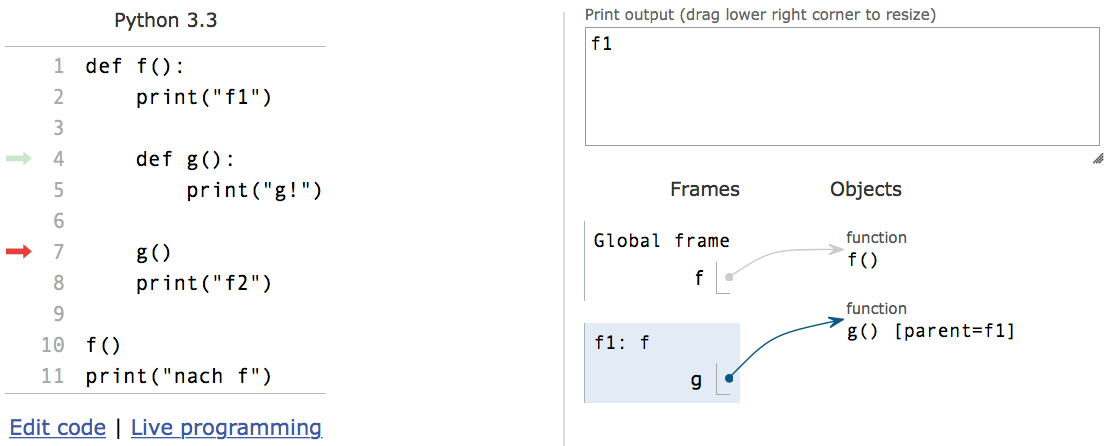 Python 3.3
1 def f():
2     print("f1")
3
4     def g():
5         print("g!")
6
7     g()
8     print("f2")
9
10 f()
11 print("nach f")
Edit code | Live programming
Print output (drag lower right corner to resize)
f1
Frames Objects
Global frame
f
function
f()
f1: f
g
function
g() [parent=f1]